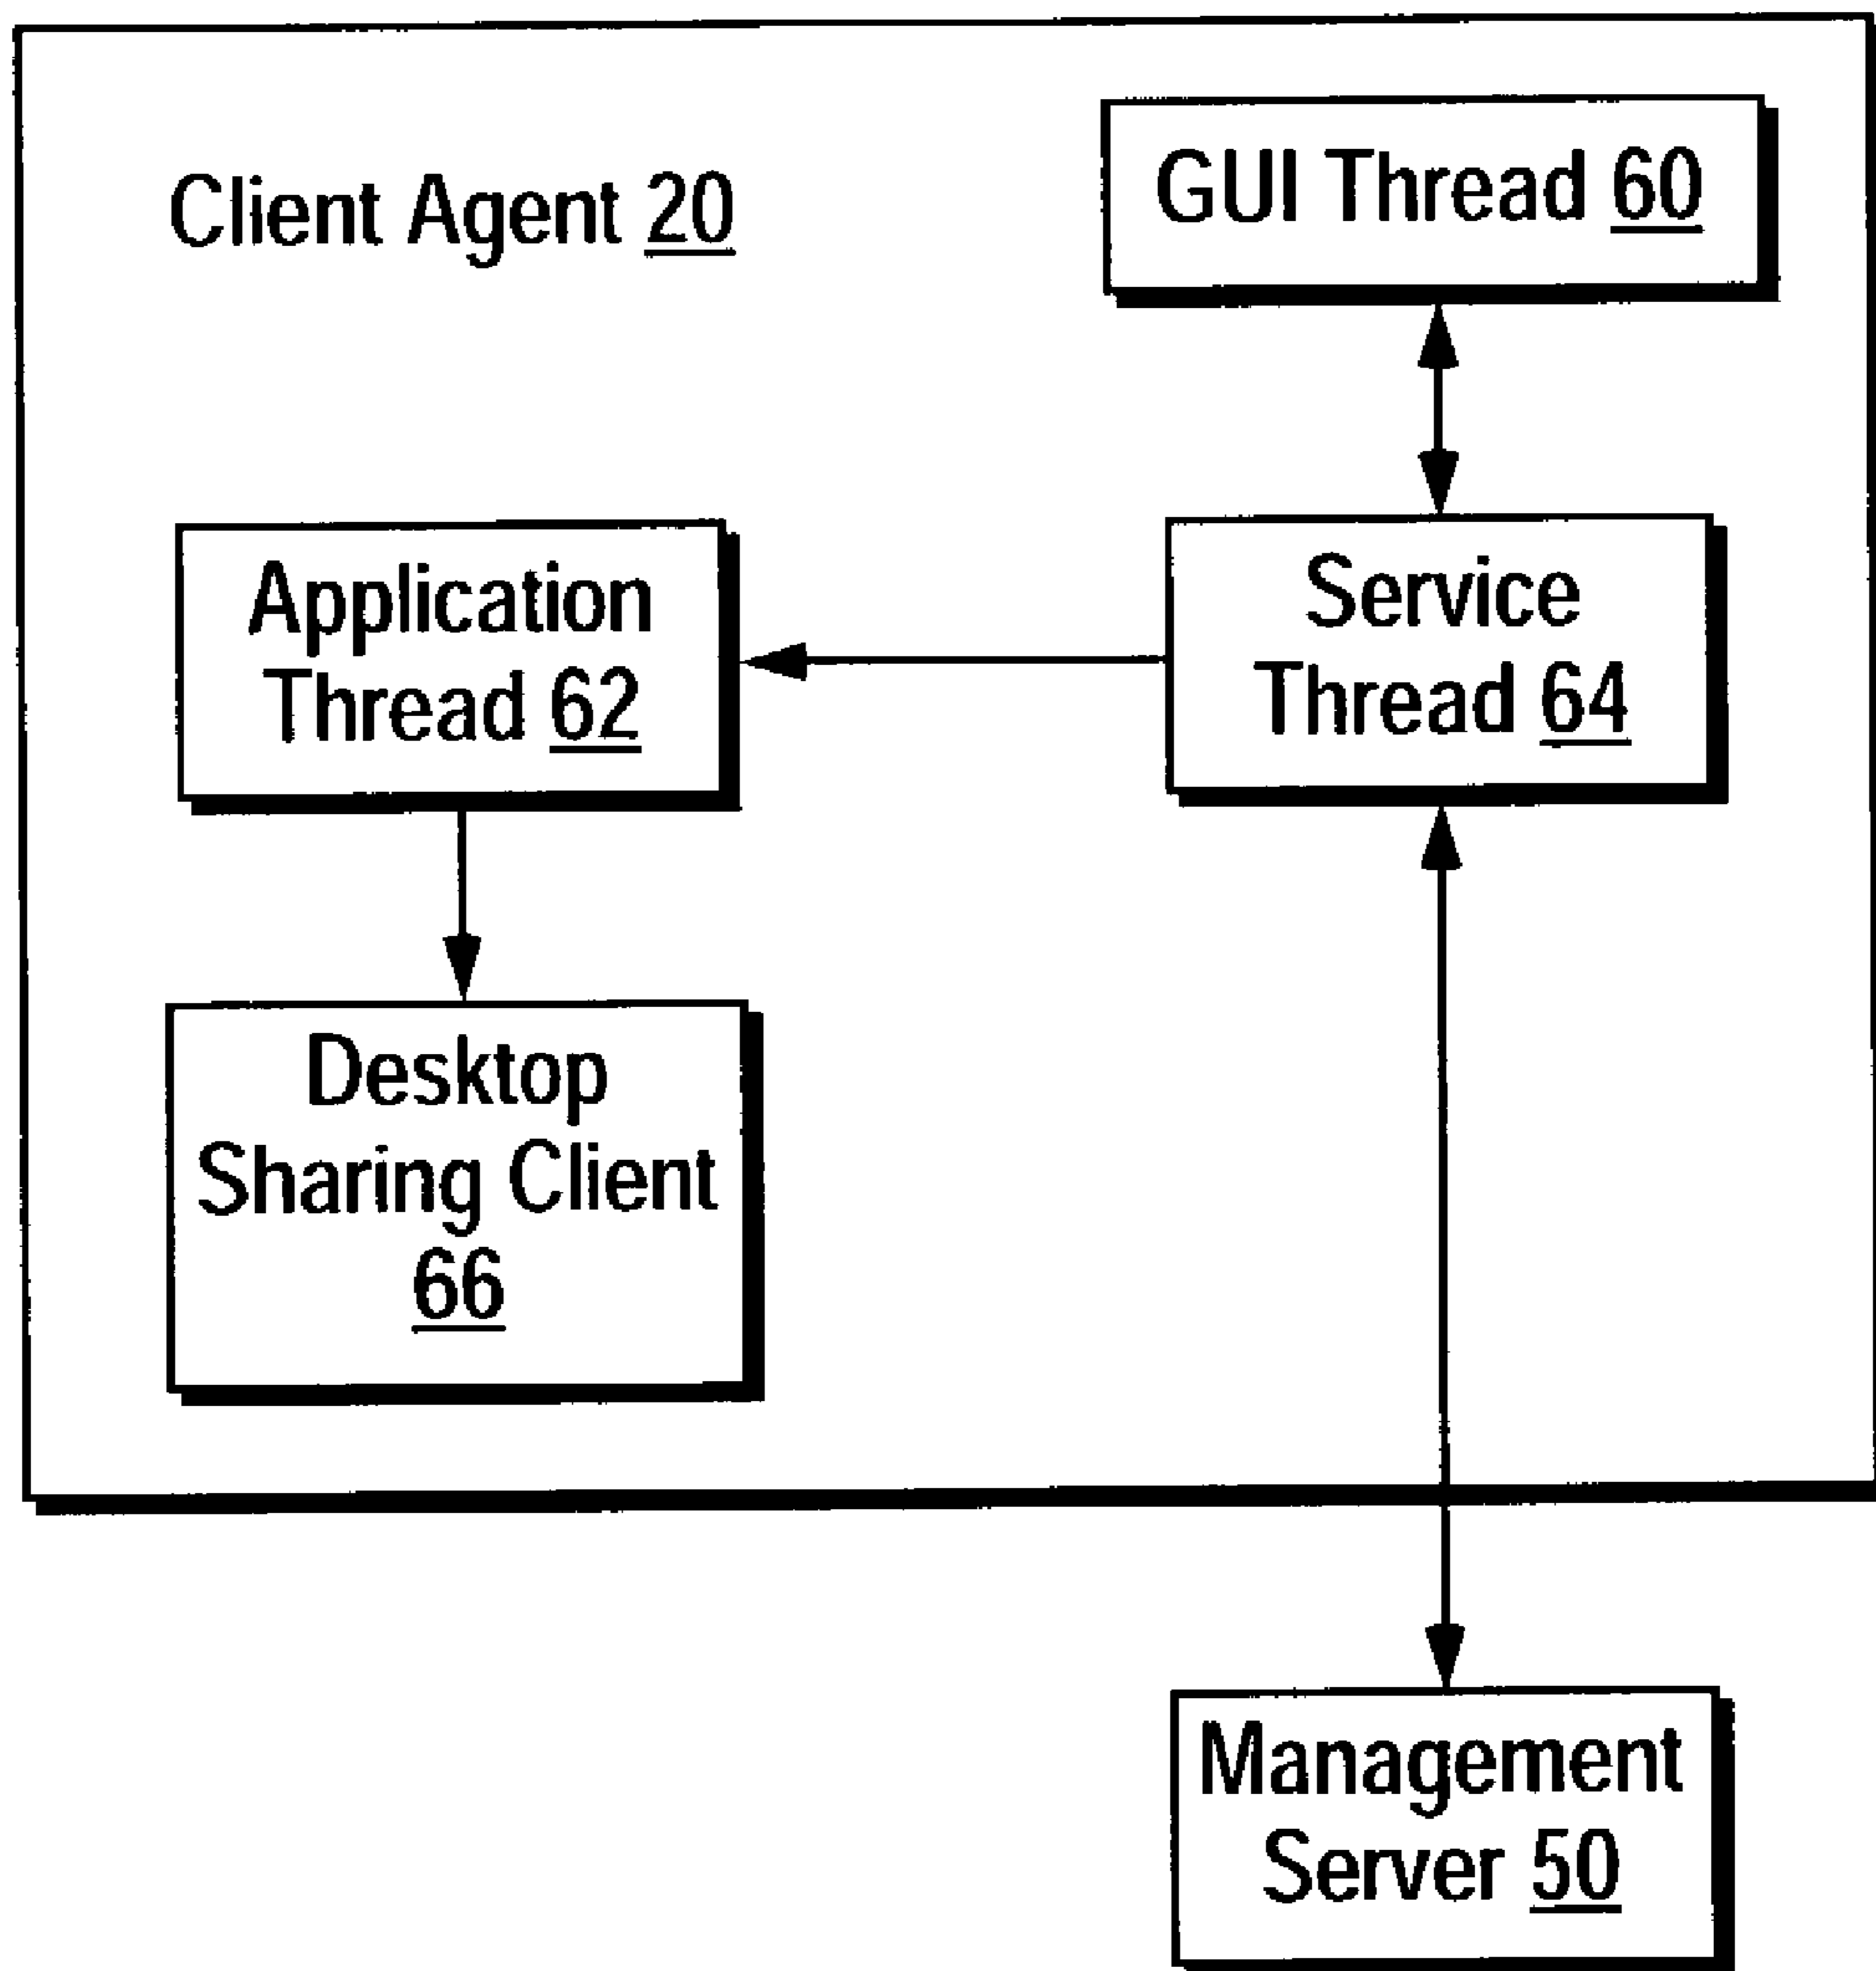 Client Agent 20
GUI Thread 60
Application
Thread 62
Service
Thread 64
Desktop
Sharing Client
66
Management
Server 50